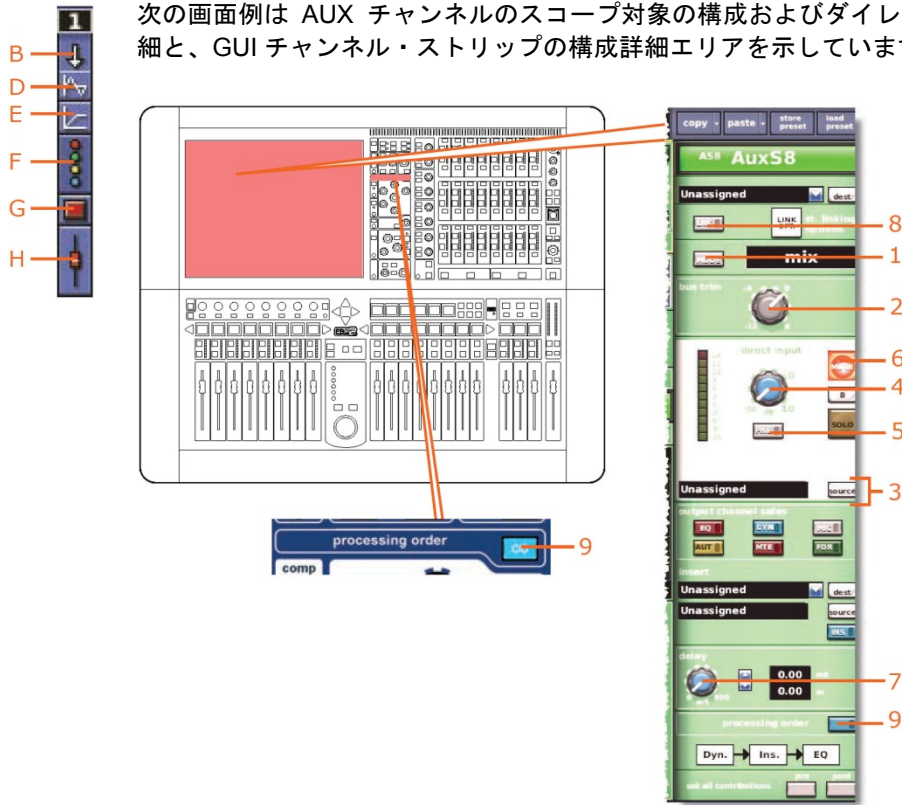 次の画面例は AUX チャンネルのスコープ対象の構成およびダイレ
細と、GUI チャンネル・ストリップの構成詳細エリアを示しています
1
B
D
E
F
G
H
copy
paste
store preset
load preset
AS8 AuxS8
Unassigned
dest
LINK
8
mix
1
bus trim
2
direct input
6
4
B
SOLO
5
Unassigned
source
3
output channel safes
EQ
DYN
MIC
AUT
MTE
FDR
insert
Unassigned
dest
Unassigned
source
INS
delay
0.00
0.00
7
processing order
9
Dyn. Ins. EQ
set all contributions
pre
post
processing order
9
comp